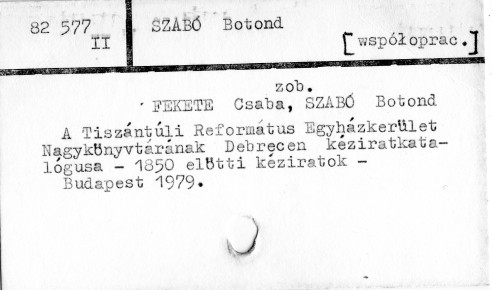 82 577
II
SZABÓ Botond
[współoprac.]
zob.
FEKETE Csaba, SZABÓ Botond
A Tiszántúli Református Egyházkerület
Nagykönyvtárának Debrecen kéziratkata-
lógusa - 1850 elötti kéziratok -
Budapest 1979.